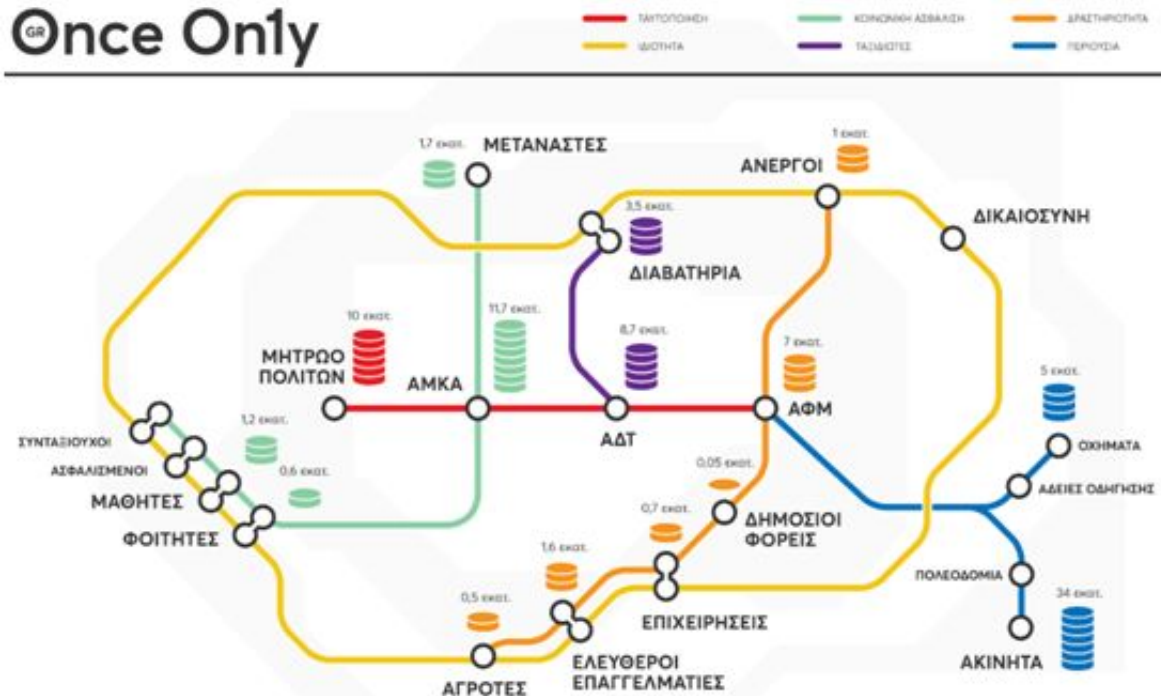 GR Once On1y
ΤΑΥΤΟΠΟΙΗΣΗ
ΚΟΙΝΩΝΙΚΗ ΑΣΦΑΛΙΣΗ
ΔΡΑΣΤΗΡΙΟΤΗΤΑ
ΙΔΙΟΤΗΤΑ
ΤΑΞΙΔΙΩΤΕΣ
ΠΕΡΙΟΥΣΙΑ
1,7 εκατ.
ΜΕΤΑΝΑΣΤΕΣ
1 εκατ.
ΑΝΕΡΓΟΙ
3,5 εκατ.
ΔΙΑΒΑΤΗΡΙΑ
ΔΙΚΑΙΟΣΥΝΗ
10 εκατ.
ΜΗΤΡΩΟ
ΠΟΛΙΤΩΝ
11,7 εκατ.
ΑΜΚΑ
8,7 εκατ.
ΑΔΤ
7 εκατ.
ΑΦΜ
5 εκατ.
ΟΧΗΜΑΤΑ
ΑΔΕΙΕΣ ΟΔΗΓΗΣΗΣ
ΣΥΝΤΑΞΙΟΥΧΟΙ
1,2 εκατ.
ΑΣΦΑΛΙΣΜΕΝΟΙ
0,6 εκατ.
ΜΑΘΗΤΕΣ
ΦΟΙΤΗΤΕΣ
0,05 εκατ.
ΔΗΜΟΣΙΟΙ
ΦΟΡΕΙΣ
0,7 εκατ.
ΕΠΙΧΕΙΡΗΣΕΙΣ
1,6 εκατ.
ΕΛΕΥΘΕΡΟΙ
ΕΠΑΓΓΕΛΜΑΤΙΕΣ
0,5 εκατ.
ΑΓΡΟΤΕΣ
ΠΟΛΕΟΔΟΜΙΑ
34 εκατ.
ΑΚΙΝΗΤΑ